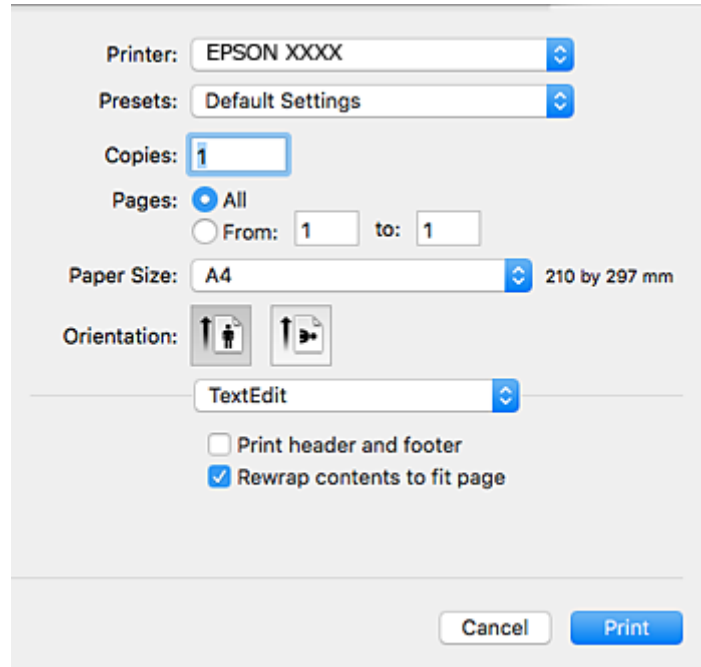 Printer: EPSON XXXX
Presets: Default Settings
Copies: 1
Pages: All
From: 1 to: 1
Paper Size: A4 210 by 297 mm
Orientation:
TextEdit
Print header and footer
Rewrap contents to fit page
Cancel Print